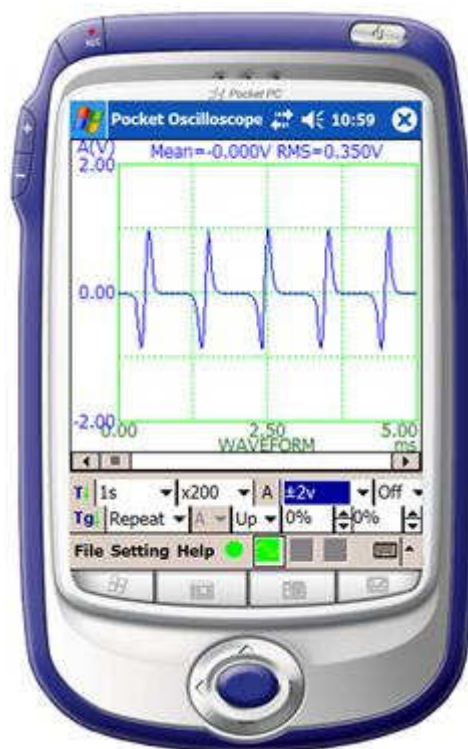 REC
Pocket PC
Pocket Oscilloscope 10:59
A(V) Mean=-0.000V RMS=0.350V
2.00
0.00
-2.00
0.00 2.50 5.00
WAVEFORM ms
T 1s x200 A ±2v Off
Tg Repeat A Up 0% 0%
File Setting Help